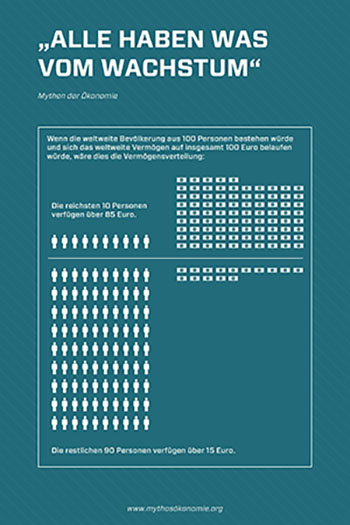 „ALLE HABEN WAS
VOM WACHSTUM“
Mythen der Ökonomie
Wenn die weltweite Bevölkerung aus 100 Personen bestehen würde
und sich das weltweite Vermögen auf insgesamt 100 Euro belaufen
würde, wäre dies die Vermögensverteilung:
Die reichsten 10 Personen
verfügen über 85 Euro.
Die restlichen 90 Personen verfügen über 15 Euro.
www.mythosökonomie.org